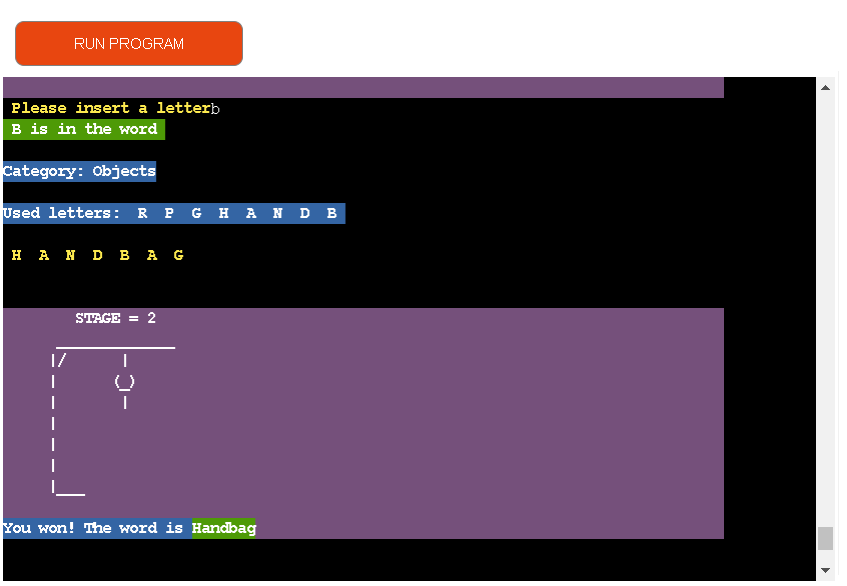 RUN PROGRAM
Please insert a letterb
B is in the word
Category: Objects
Used letters: R P G H A N D B
H A N D B A G
STAGE = 2
_____________
|/ |
| (_)
| |
|
|
|
|___
You won! The word is Handbag